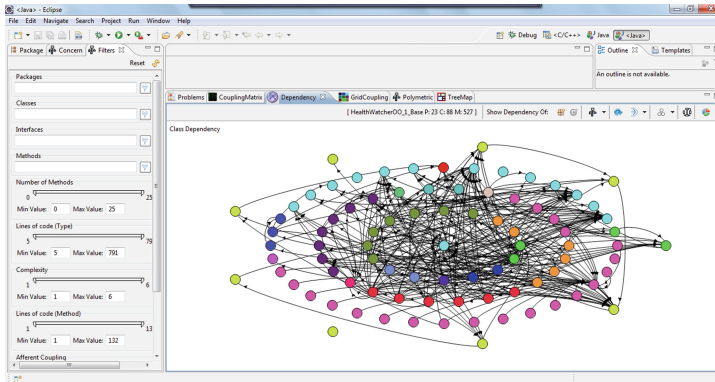 <Java> - Eclipse
File Edit Navigate Search Project Run Window Help
Debug <C/C++> Java <Java>
Package Concern Filters
Reset
Packages
Classes
Interfaces
Methods
Number of Methods
0 25
Min Value: 0 Max Value: 25
Lines of code (Type)
5 79
Min Value: 5 Max Value: 791
Complexity
1 6
Min Value: 1 Max Value: 6
Lines of code (Method)
1 13
Min Value: 1 Max Value: 132
Afferent Coupling
Problems CouplingMatrix Dependency GridCoupling Polymetric TreeMap
[ HealthWatcherOO_1_Base P: 23 C: 88 M: 527 ] Show Dependency Of:
Class Dependency
Outline Templates
An outline is not available.